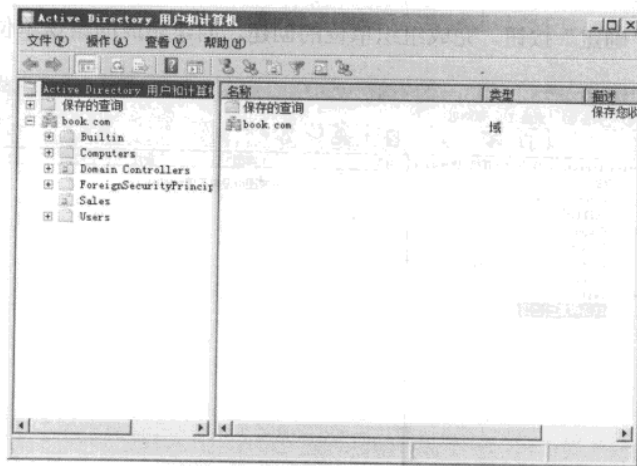 Active Directory 用户和计算机
文件(F) 操作(A) 查看(V) 帮助(H)
Active Directory 用户和计算机
保存的查询
book.com
Builtin
Computers
Domain Controllers
ForeignSecurityPrincip
Sales
Users
名称 类型 描述
保存的查询 保存您收
book.com 域